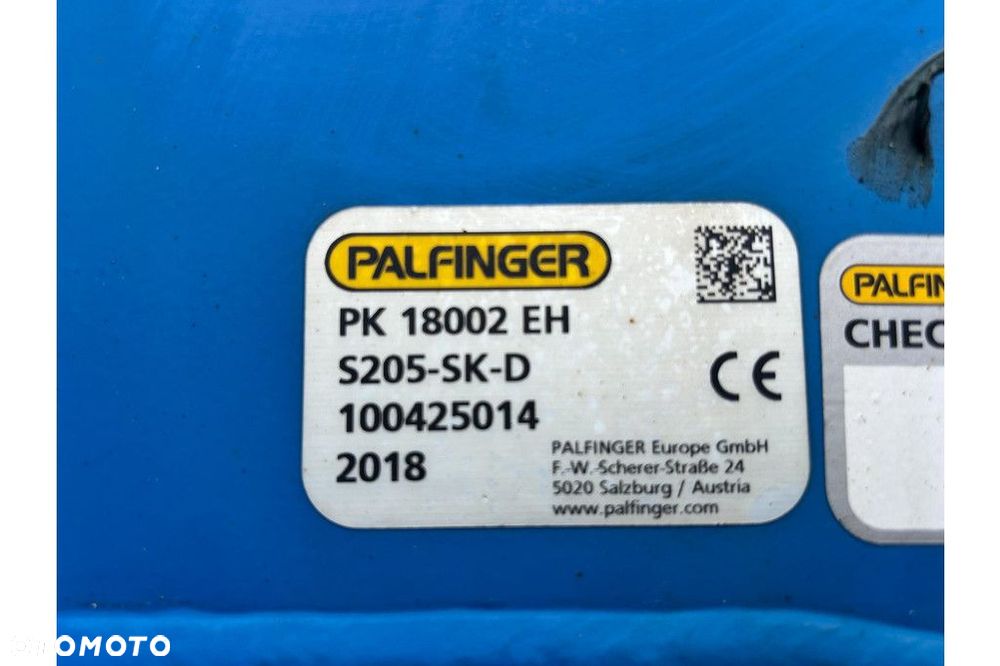 PALFINGER
PK 18002 EH
S205-SK-D
100425014
2018
CE
PALFINGER Europe GmbH
F.-W.-Scherer-Straße 24
5020 Salzburg / Austria
www.palfinger.com
PALFIN
CHEC
OTOMOTO